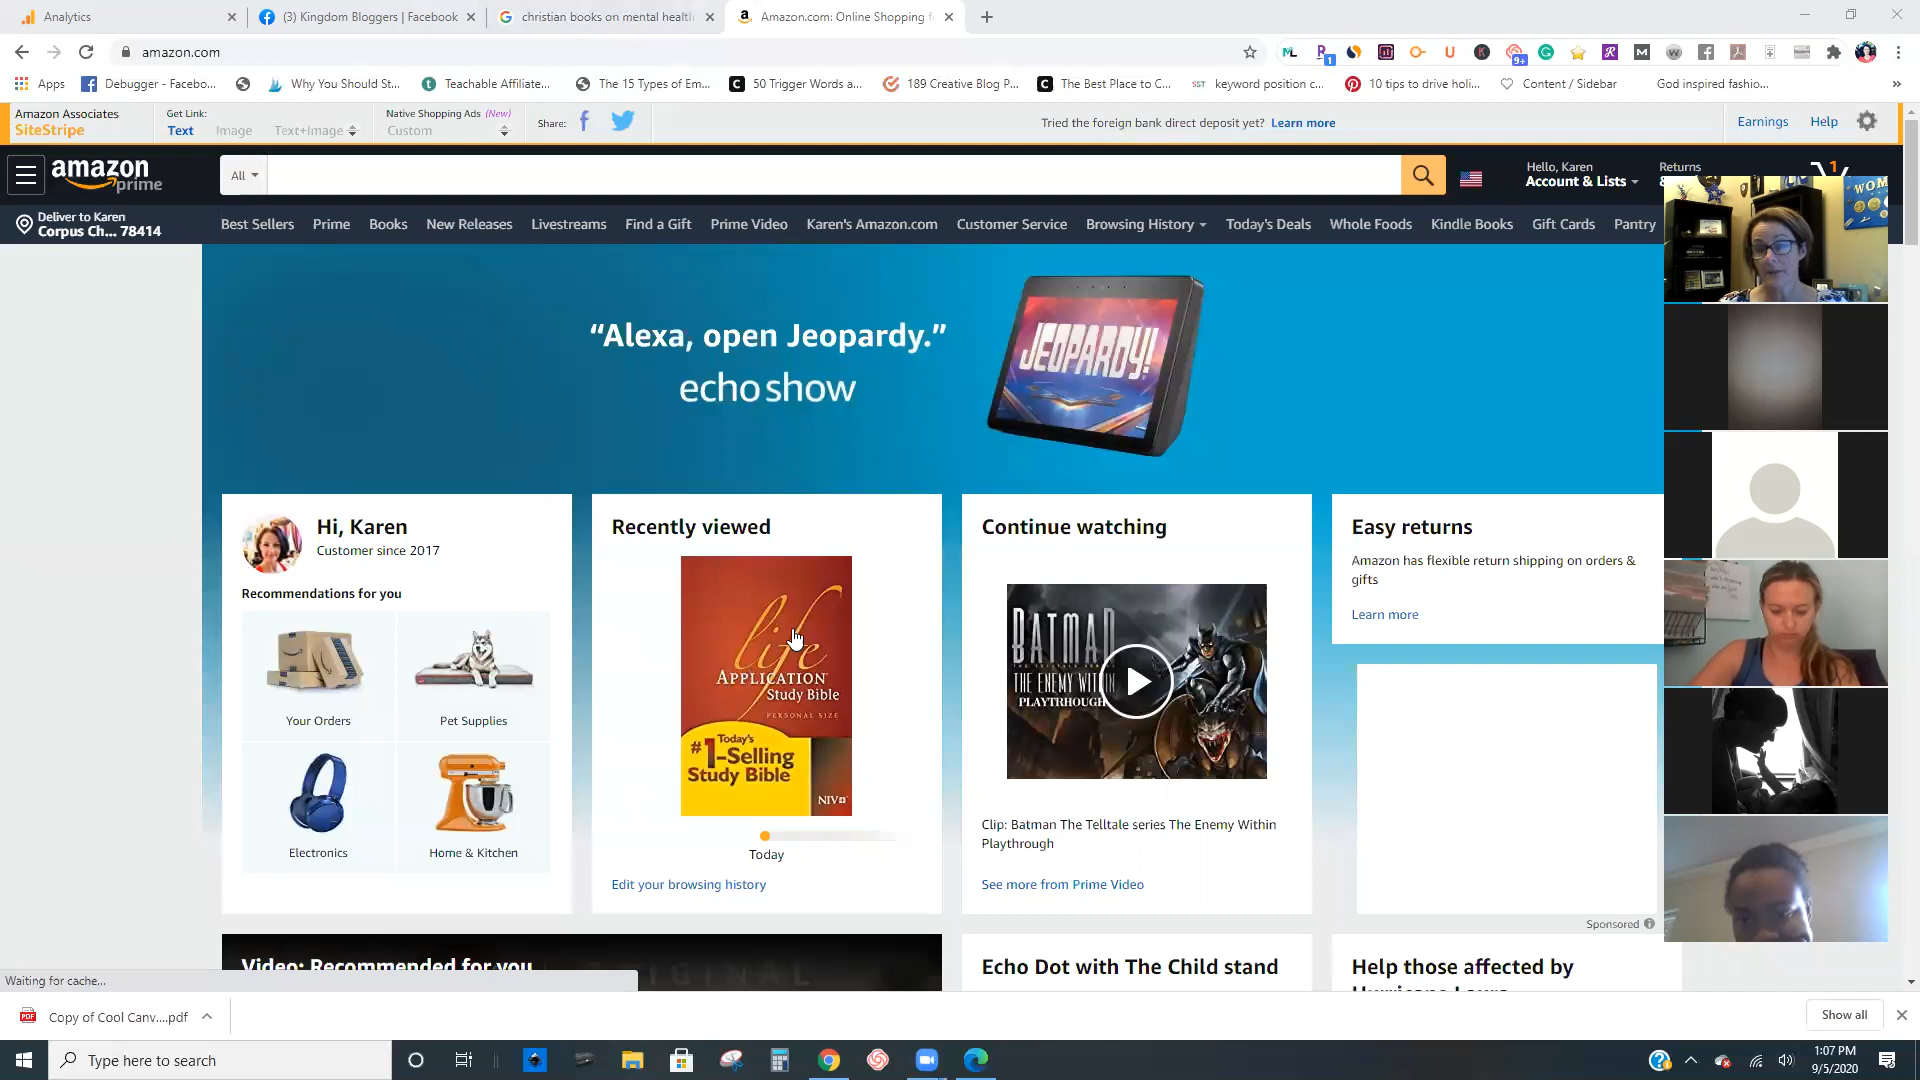 Analytics
(3) Kingdom Bloggers | Facebook
christian books on mental health
Amazon.com: Online Shopping f
amazon.com
Apps
Debugger - Facebo...
Why You Should St...
Teachable Affiliate...
The 15 Types of Em...
50 Trigger Words a...
189 Creative Blog P...
The Best Place to C...
keyword position c...
10 tips to drive holi...
Content / Sidebar
God inspired fashio...
Amazon Associates
SiteStripe
Get Link:
Text
Image
Text+Image
Native Shopping Ads (New)
Custom
Share:
Tried the foreign bank direct deposit yet? Learn more
Earnings
Help
amazon
prime
All
Hello, Karen
Account & Lists
Returns
&
1
Deliver to Karen
Corpus Ch... 78414
Best Sellers
Prime
Books
New Releases
Livestreams
Find a Gift
Prime Video
Karen's Amazon.com
Customer Service
Browsing History
Today's Deals
Whole Foods
Kindle Books
Gift Cards
Pantry
WOM
“Alexa, open Jeopardy.”
echo show
JEOPARDY!
Hi, Karen
Customer since 2017
Recommendations for you
Your Orders
Pet Supplies
Electronics
Home & Kitchen
Recently viewed
life
APPLICATION
Study Bible
PERSONAL SIZE
Today's
#1-Selling
Study Bible
NIV
Today
Edit your browsing history
Continue watching
BATMAN
THE ENEMY WITHIN
PLAYTRHOUGH
Clip: Batman The Telltale series The Enemy Within
Playthrough
See more from Prime Video
Easy returns
Amazon has flexible return shipping on orders &
gifts
Learn more
Sponsored
Video: Recommended for you
Echo Dot with The Child stand
Help those affected by
Hurricane Laura
Waiting for cache...
Copy of Cool Canv....pdf
Show all
Type here to search
1:07 PM
9/5/2020